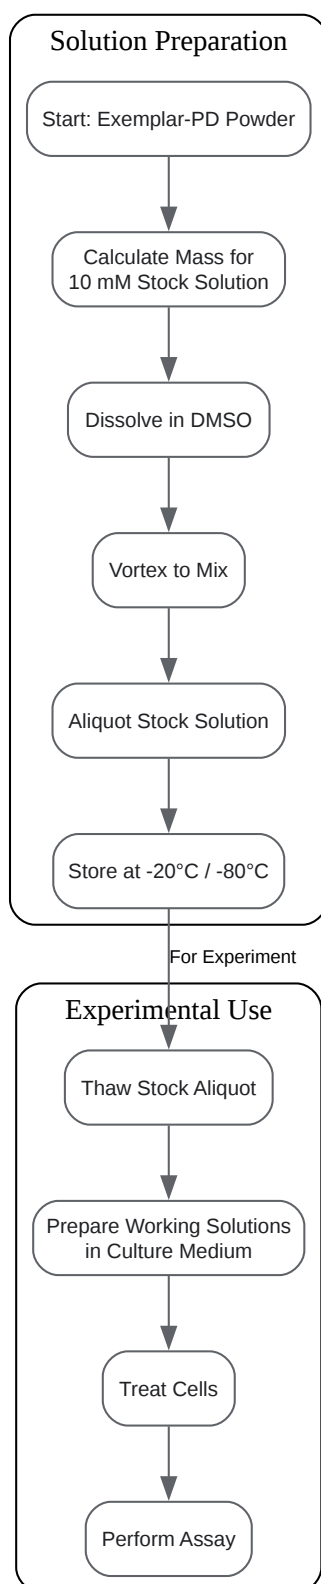 Solution Preparation
Start: Exemplar-PD Powder
Calculate Mass for
10 mM Stock Solution
Dissolve in DMSO
Vortex to Mix
Aliquot Stock Solution
Store at -20°C / -80°C
For Experiment
Experimental Use
Thaw Stock Aliquot
Prepare Working Solutions
in Culture Medium
Treat Cells
Perform Assay